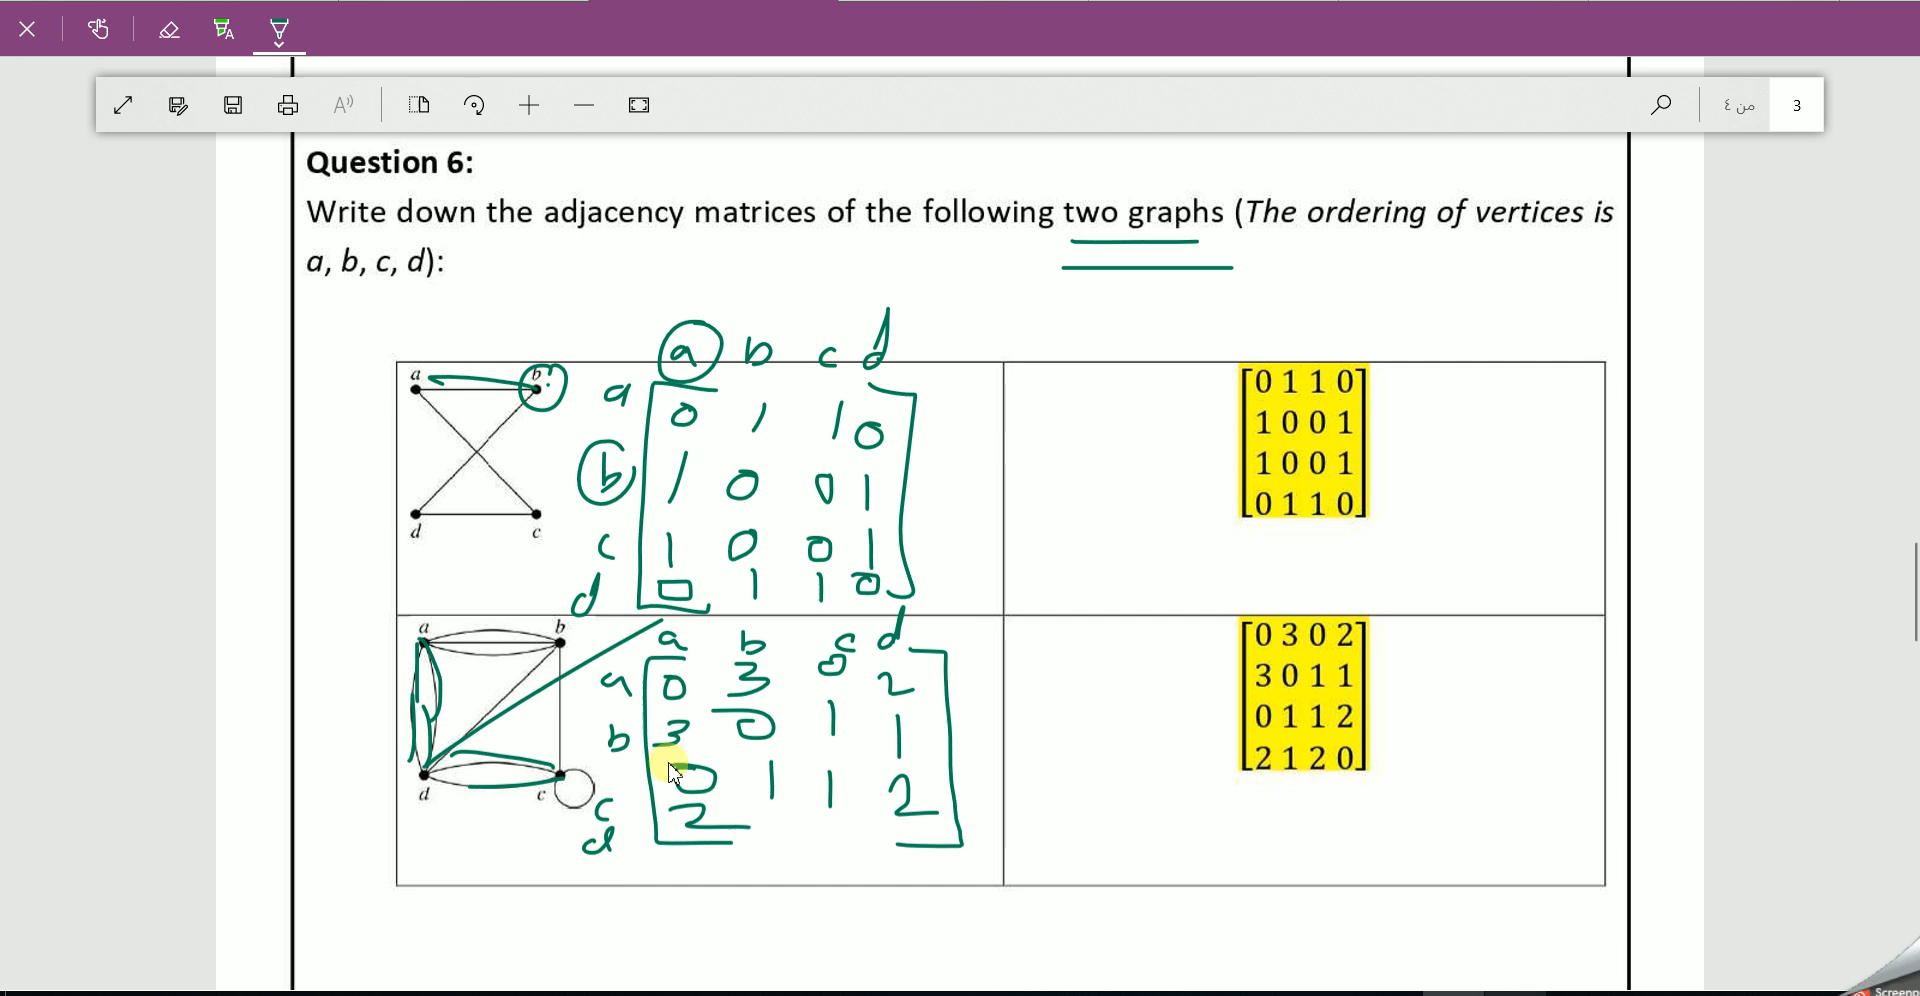 من ٤
3
Question 6:
Write down the adjacency matrices of the following two graphs (The ordering of vertices is
a, b, c, d):
a b c d
a b
d c
a 0 1 1 0
b 1 0 0 1
c 1 0 0 1
d 0 1 1 0
0 1 1 0
1 0 0 1
1 0 0 1
0 1 1 0
a b
d c
a b c d
a 0 3 0 2
b 3 0 1 1
c 0 1 1 2
d 2
0 3 0 2
3 0 1 1
0 1 1 2
2 1 2 0